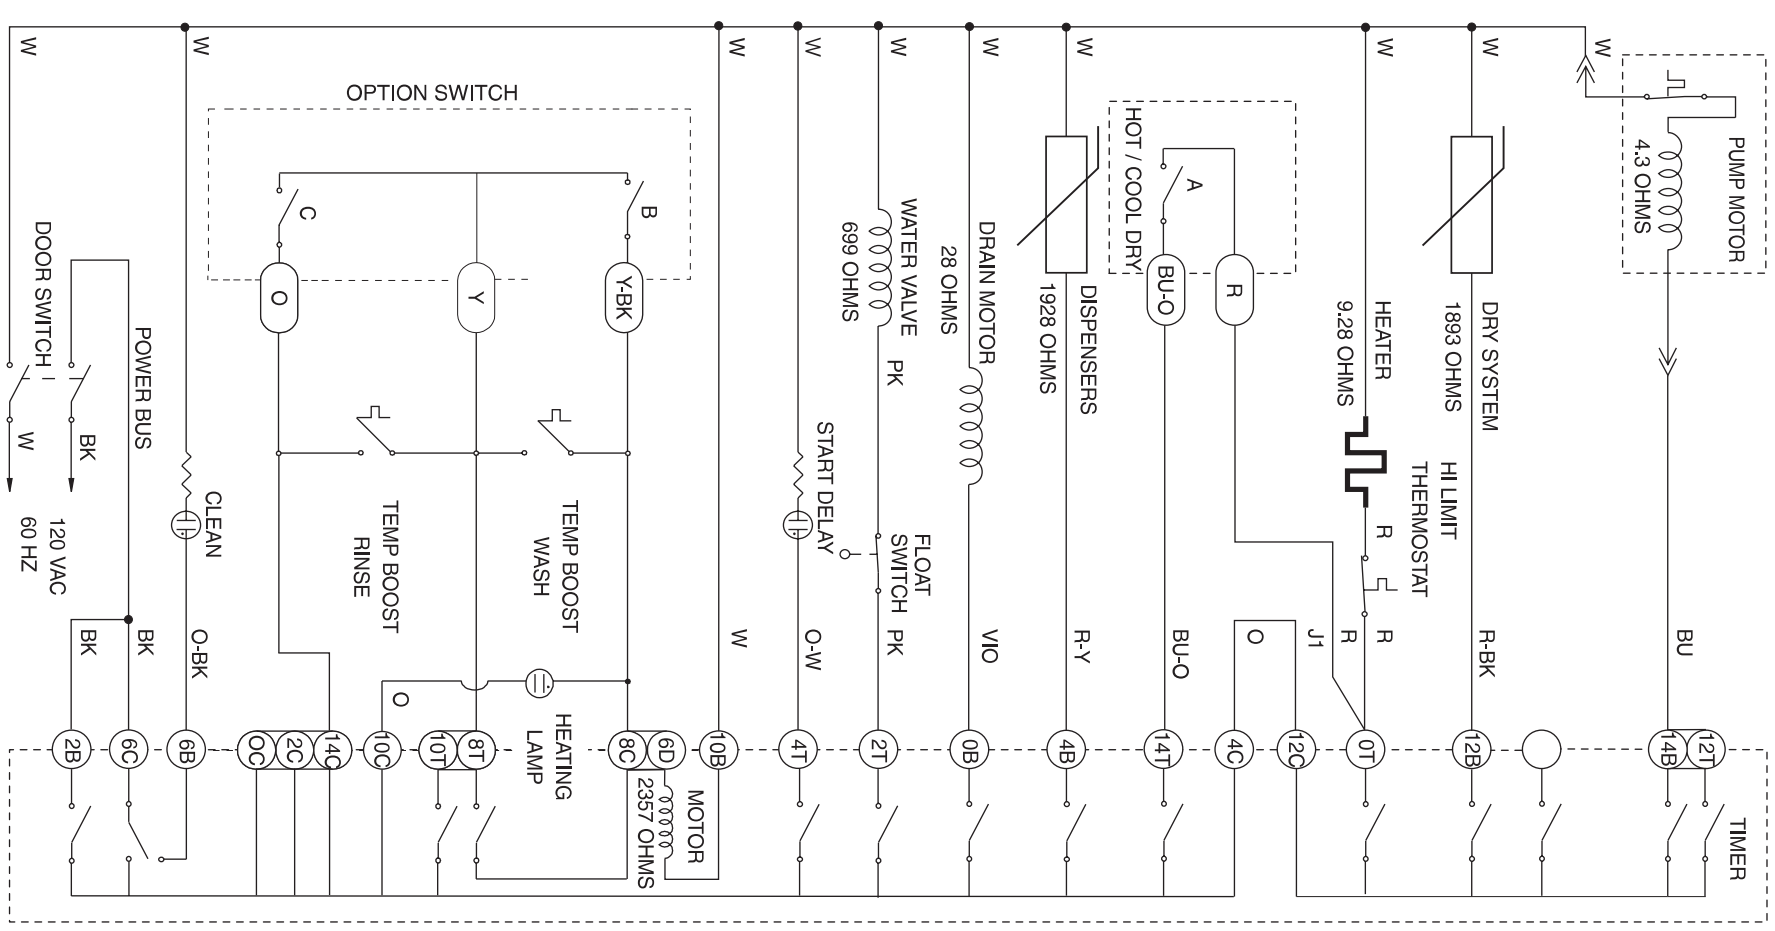 W
W
W
W
W
W
W
W
W
W
OPTION SWITCH
C
B
O
Y
Y-BK
DOOR SWITCH
POWER BUS
W
BK
120 VAC
60 HZ
CLEAN
BK
BK
O-BK
TEMP BOOST
RINSE
TEMP BOOST
WASH
O
HEATING
LAMP
W
START DELAY
O-W
WATER VALVE
699 OHMS
PK
FLOAT
SWITCH
PK
DRAIN MOTOR
28 OHMS
VIO
DISPENSERS
1928 OHMS
R-Y
HOT / COOL DRY
A
BU-O
R
BU-O
O
J1
R
HEATER
9.28 OHMS
HI LIMIT
THERMOSTAT
R
R
DRY SYSTEM
1893 OHMS
R-BK
PUMP MOTOR
4.3 OHMS
BU
2B
6C
6B
OC
2C
14C
10C
10T
8T
8C
6D
10B
4T
2T
0B
4B
14T
4C
12C
0T
12B
14B
12T
MOTOR
2357 OHMS
TIMER